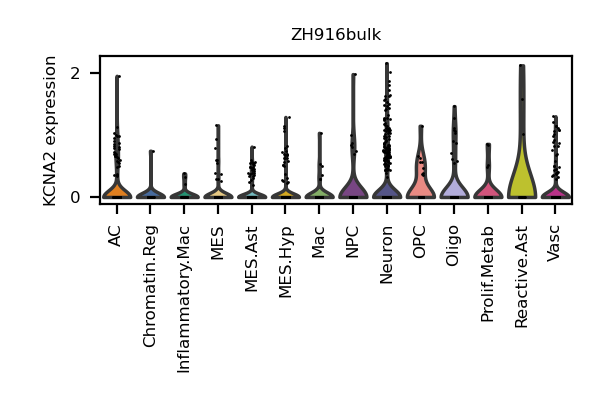 ZH916bulk
KCNA2 expression
2
0
AC
Chromatin.Reg
Inflammatory.Mac
MES
MES.Ast
MES.Hyp
Mac
NPC
Neuron
OPC
Oligo
Prolif.Metab
Reactive.Ast
Vasc